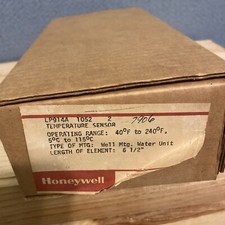 LP914A 1052 2 7906
TEMPERATURE SENSOR
OPERATING RANGE: 40°F to 240°F,
5°C to 115°C
TYPE OF MTG: Well Mtg. Water Unit
LENGTH OF ELEMENT: 6 1/2"
Honeywell